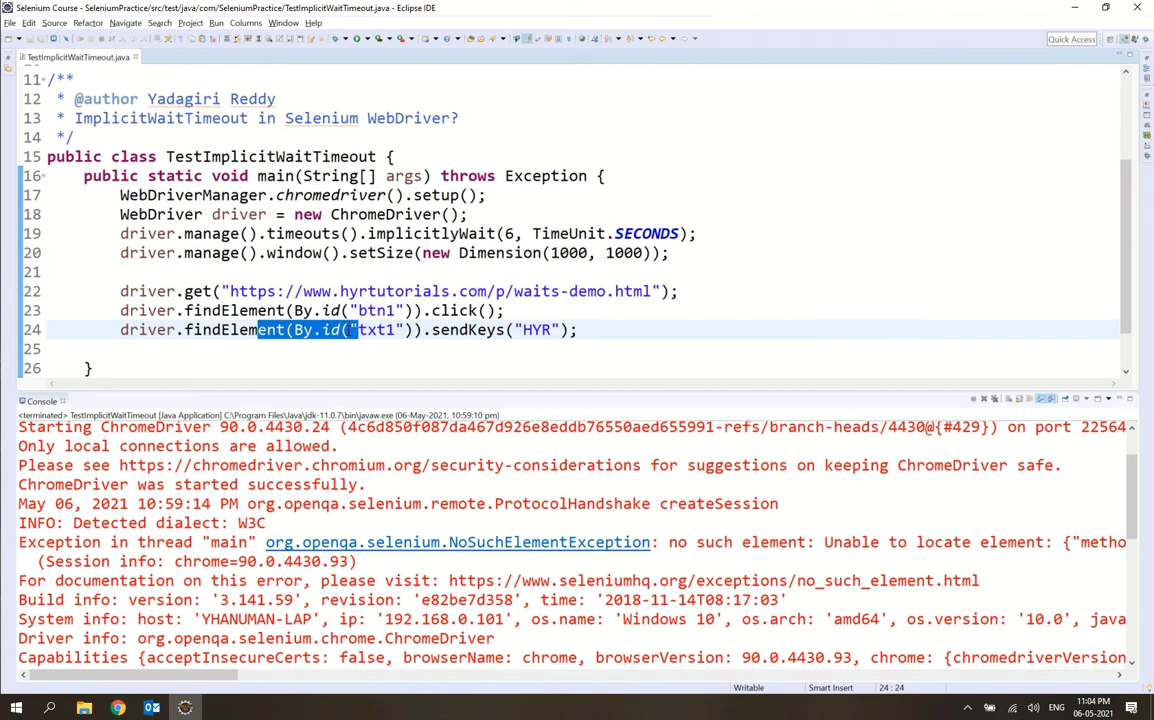 Selenium Course - SeleniumPractice/src/test/java/com/SeleniumPractice/TestImplicitWaitTimeout.java - Eclipse IDE
File Edit Source Refactor Navigate Search Project Run Columns Window Help
Quick Access
TestImplicitWaitTimeout.java
11 /**
12 * @author Yadagiri Reddy
13 * ImplicitWaitTimeout in Selenium WebDriver?
14 */
15 public class TestImplicitWaitTimeout {
16 public static void main(String[] args) throws Exception {
17 WebDriverManager.chromedriver().setup();
18 WebDriver driver = new ChromeDriver();
19 driver.manage().timeouts().implicitlyWait(6, TimeUnit.SECONDS);
20 driver.manage().window().setSize(new Dimension(1000, 1000));
21
22 driver.get("https://www.hyrtutorials.com/p/waits-demo.html");
23 driver.findElement(By.id("btn1")).click();
24 driver.findElement(By.id("txt1")).sendKeys("HYR");
25
26 }
Console
<terminated> TestImplicitWaitTimeout [Java Application] C:\Program Files\Java\jdk-11.0.7\bin\javaw.exe (06-May-2021, 10:59:10 pm)
Starting ChromeDriver 90.0.4430.24 (4c6d850f087da467d926e8eddb76550aed655991-refs/branch-heads/4430@{#429}) on port 22564
Only local connections are allowed.
Please see https://chromedriver.chromium.org/security-considerations for suggestions on keeping ChromeDriver safe.
ChromeDriver was started successfully.
May 06, 2021 10:59:14 PM org.openqa.selenium.remote.ProtocolHandshake createSession
INFO: Detected dialect: W3C
Exception in thread "main" org.openqa.selenium.NoSuchElementException: no such element: Unable to locate element: {"metho
(Session info: chrome=90.0.4430.93)
For documentation on this error, please visit: https://www.seleniumhq.org/exceptions/no_such_element.html
Build info: version: '3.141.59', revision: 'e82be7d358', time: '2018-11-14T08:17:03'
System info: host: 'YHANUMAN-LAP', ip: '192.168.0.101', os.name: 'Windows 10', os.arch: 'amd64', os.version: '10.0', java
Driver info: org.openqa.selenium.chrome.ChromeDriver
Capabilities {acceptInsecureCerts: false, browserName: chrome, browserVersion: 90.0.4430.93, chrome: {chromedriverVersion
Writable Smart Insert 24 : 24
ENG 11:04 PM
06-05-2021